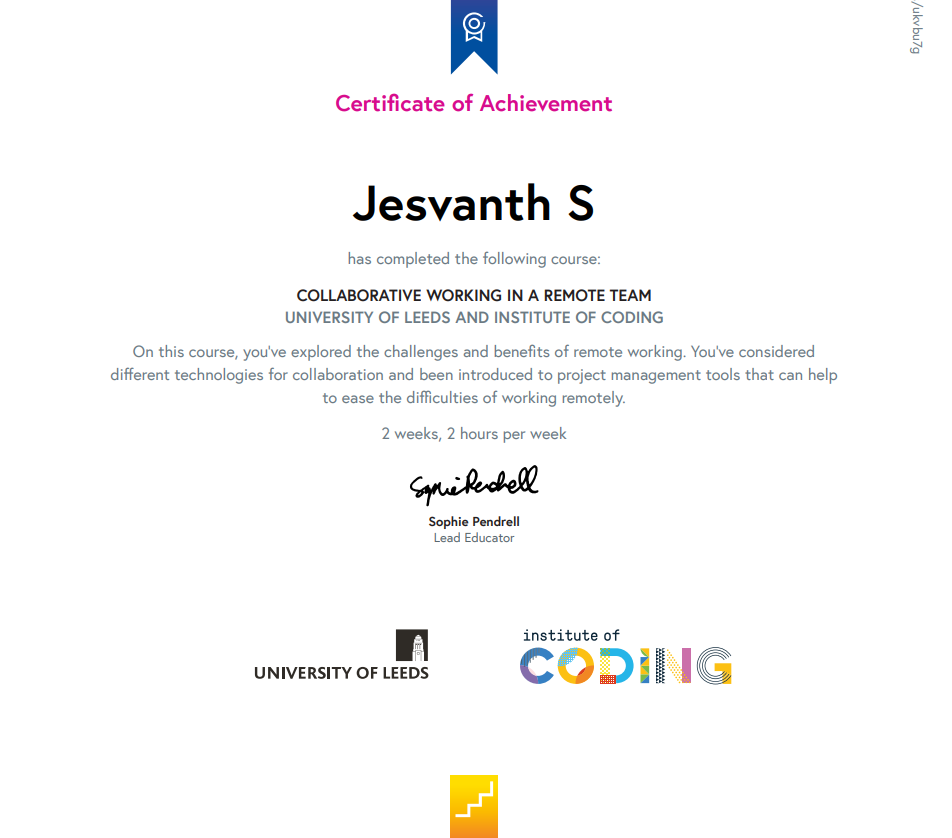 /ukvbu7g
Certificate of Achievement
Jesvanth S
has completed the following course:
COLLABORATIVE WORKING IN A REMOTE TEAM
UNIVERSITY OF LEEDS AND INSTITUTE OF CODING
On this course, you've explored the challenges and benefits of remote working. You've considered
different technologies for collaboration and been introduced to project management tools that can help
to ease the difficulties of working remotely.
2 weeks, 2 hours per week
Sophie Pendrell
Sophie Pendrell
Lead Educator
UNIVERSITY OF LEEDS
institute of
CODING